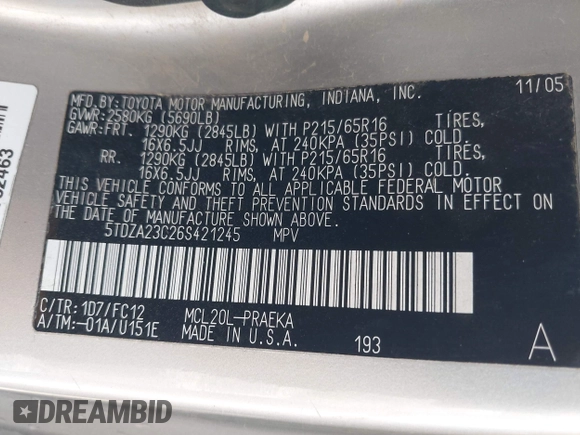 MFD.BY:TOYOTA MOTOR MANUFACTURING, INDIANA, INC. 11/05
GVWR:2580KG (5690LB)
GAWR:FRT. 1290KG (2845LB) WITH P215/65R16 TIRES,
16X6.5JJ RIMS, AT 240KPA (35PSI) COLD.
RR. 1290KG (2845LB) WITH P215/65R16 TIRES,
16X6.5JJ RIMS, AT 240KPA (35PSI) COLD.
THIS VEHICLE CONFORMS TO ALL APPLICABLE FEDERAL MOTOR
VEHICLE SAFETY AND THEFT PREVENTION STANDARDS IN EFFECT ON
THE DATE OF MANUFACTURE SHOWN ABOVE.
5TDZA23C26S421245 MPV
C/TR:1D7/FC12 MCL20L-PRAEKA
A/TM:-01A/U151E MADE IN U.S.A. 193 A
2463
DREAMBID